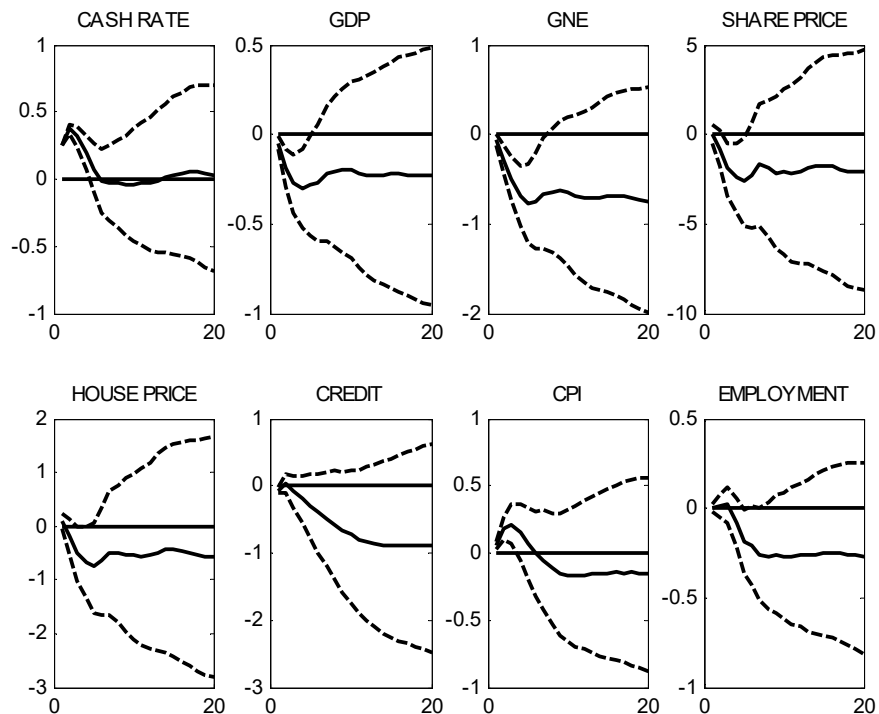 CASH RATE GDP GNE SHARE PRICE
1 0.5 1 5
0.5 0 0 0
0 -0.5 -1 -5
-0.5
-1 -1 -2 -10
0 20 0 20 0 20 0 20
HOUSE PRICE CREDIT CPI EMPLOYMENT
2 1 1 0.5
1 0 0.5 0
0
-1 -1 0 -0.5
-2 -2 -0.5
-3 -3 -1 -1
0 20 0 20 0 20 0 20